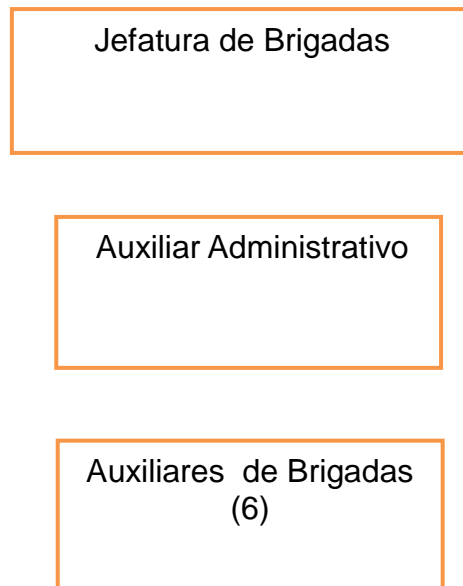 Jefatura de Brigadas
Auxiliar Administrativo
Auxiliares de Brigadas
(6)